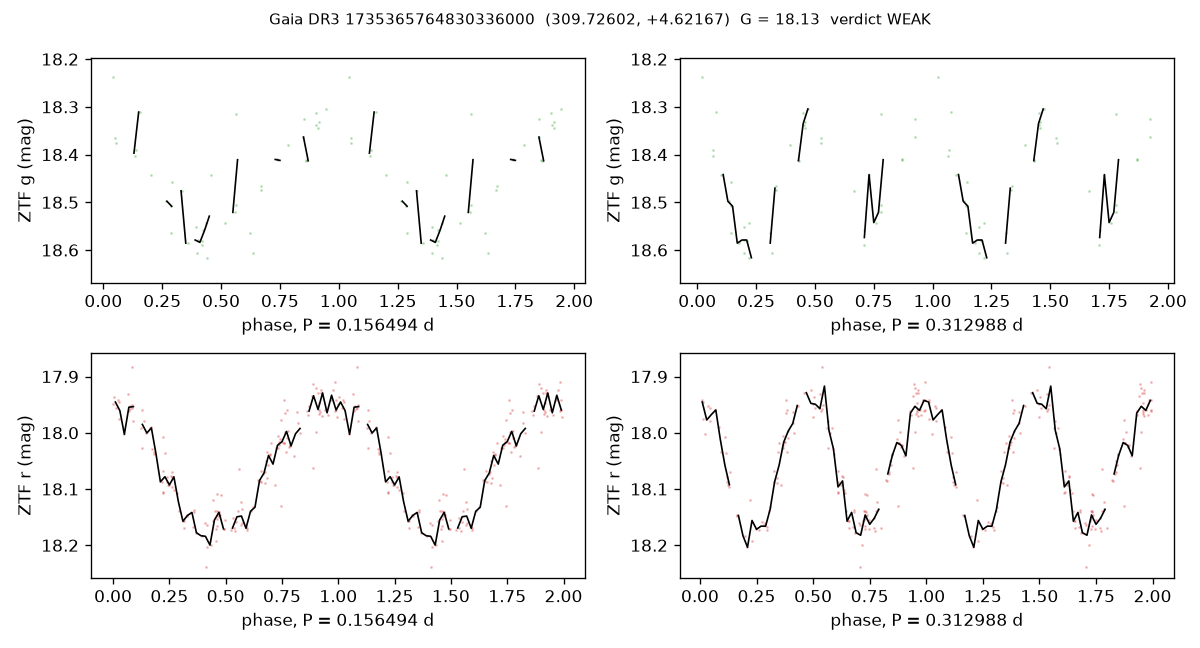 Gaia DR3 1735365764830336000 (309.72602, +4.62167) G = 18.13 verdict WEAK
ZTF g (mag)
18.2
18.3
18.4
18.5
18.6
0.00 0.25 0.50 0.75 1.00 1.25 1.50 1.75 2.00
phase, P = 0.156494 d
ZTF g (mag)
18.2
18.3
18.4
18.5
18.6
0.00 0.25 0.50 0.75 1.00 1.25 1.50 1.75 2.00
phase, P = 0.312988 d
ZTF r (mag)
17.9
18.0
18.1
18.2
0.00 0.25 0.50 0.75 1.00 1.25 1.50 1.75 2.00
phase, P = 0.156494 d
ZTF r (mag)
17.9
18.0
18.1
18.2
0.00 0.25 0.50 0.75 1.00 1.25 1.50 1.75 2.00
phase, P = 0.312988 d